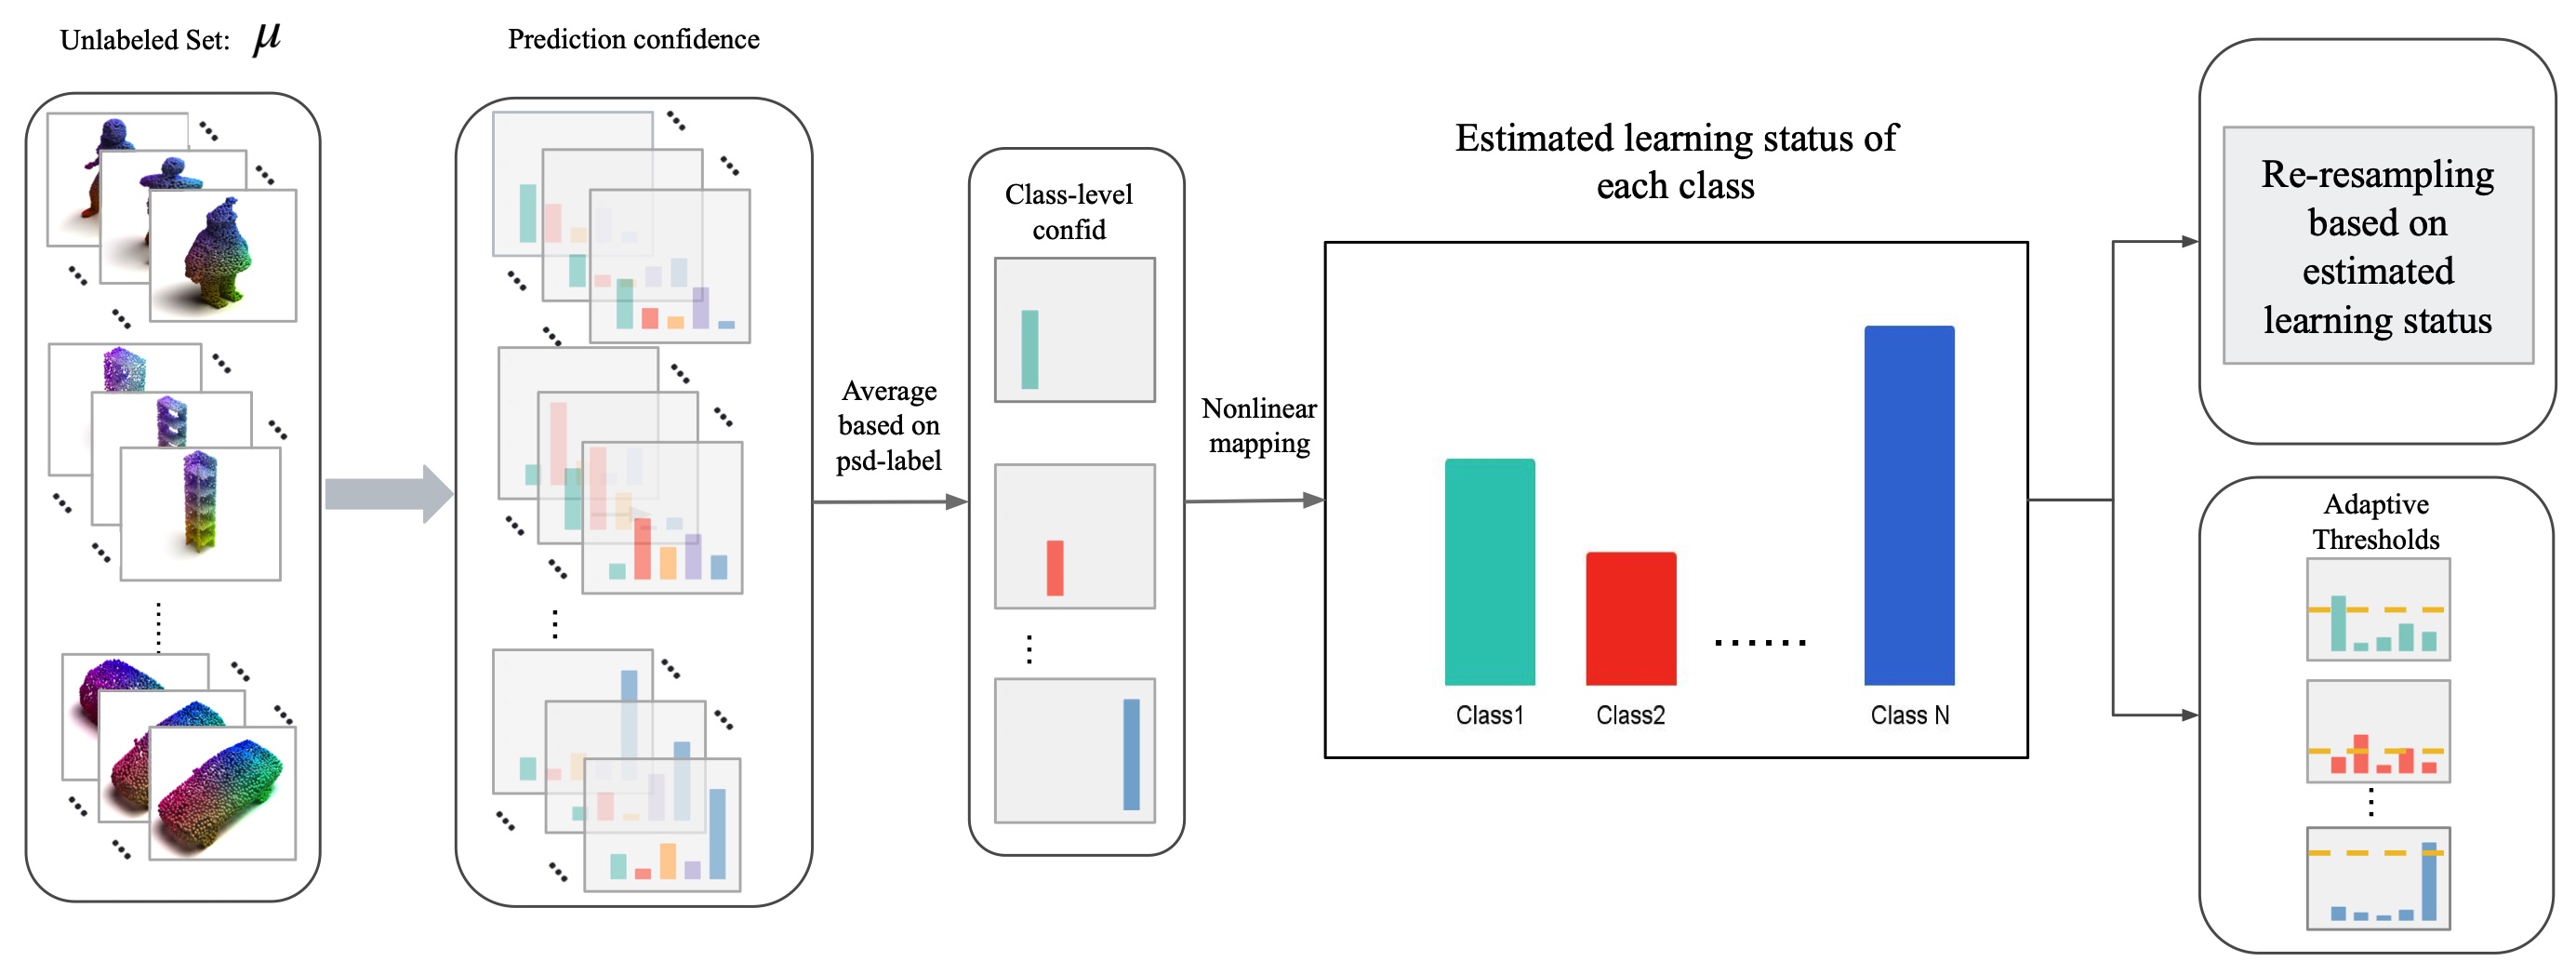 Unlabeled Set: μ
Prediction confidence
Average
based on
psd-label
Class-level
confid
Nonlinear
mapping
Estimated learning status of
each class
Class1
Class2
......
Class N
Re-resampling
based on
estimated
learning status
Adaptive
Thresholds